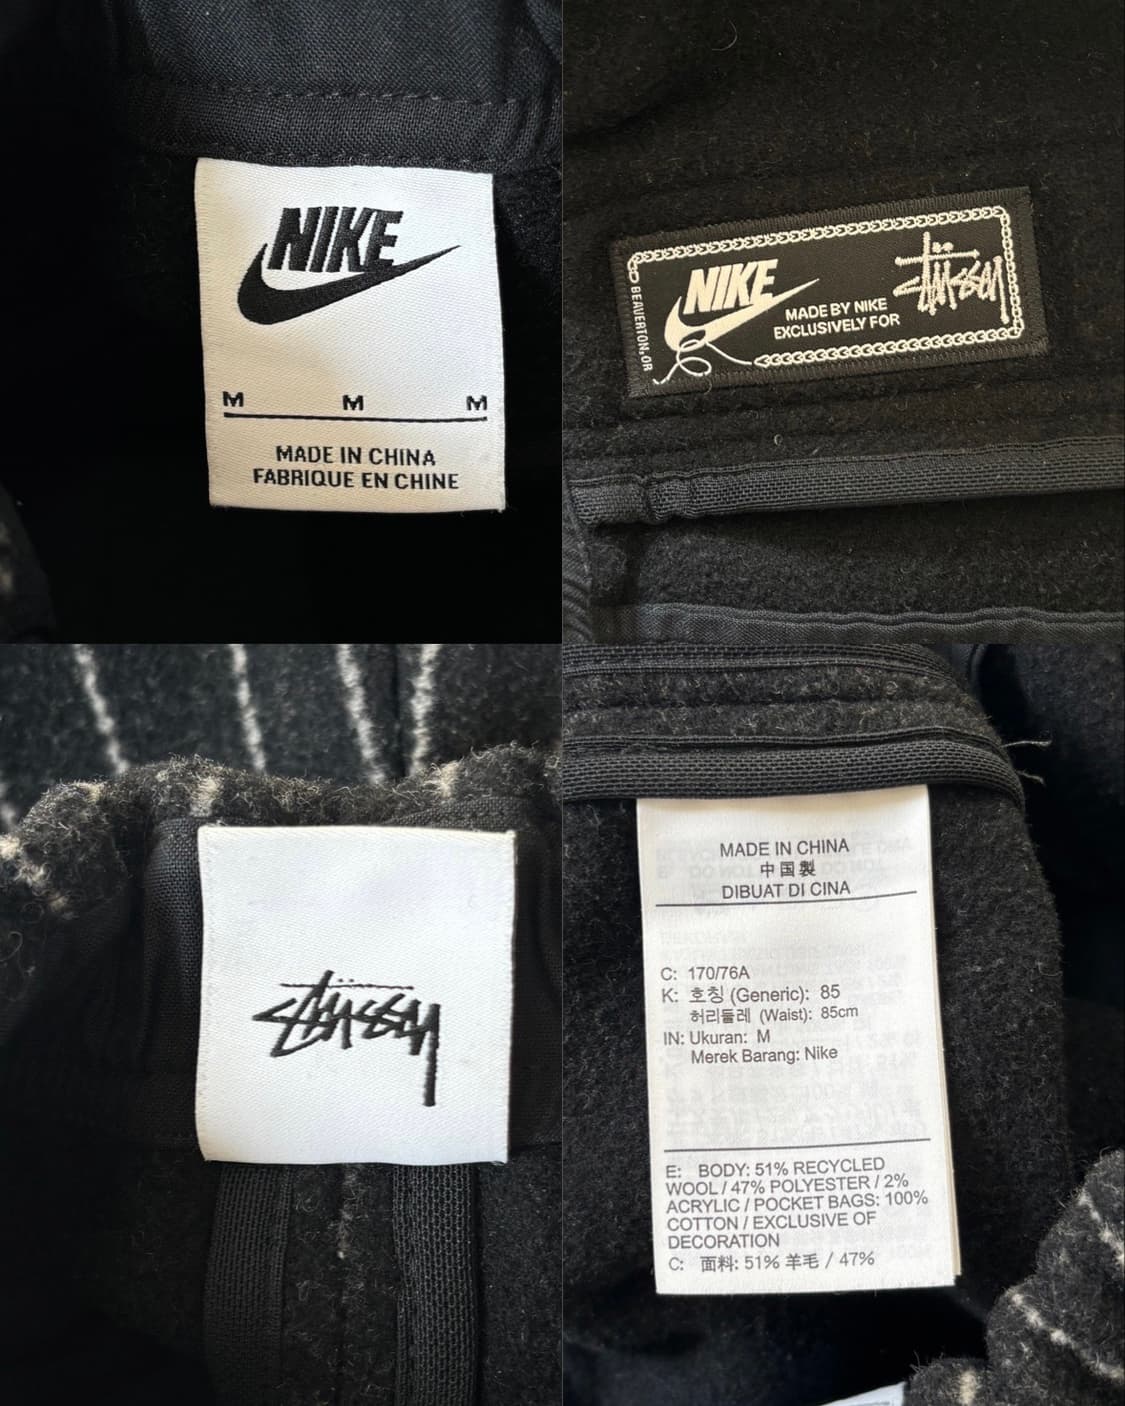 NIKE
M M M
MADE IN CHINA
FABRIQUE EN CHINE
BEAVERTON, OR
NIKE
MADE BY NIKE
EXCLUSIVELY FOR
Stüssy
Stüssy
MADE IN CHINA
中国製
DIBUAT DI CINA
C: 170/76A
K: 호칭 (Generic): 85
허리둘레 (Waist): 85cm
IN: Ukuran: M
Merek Barang: Nike
E: BODY: 51% RECYCLED
WOOL / 47% POLYESTER / 2%
ACRYLIC / POCKET BAGS: 100%
COTTON / EXCLUSIVE OF
DECORATION
C: 面料: 51% 羊毛 / 47%